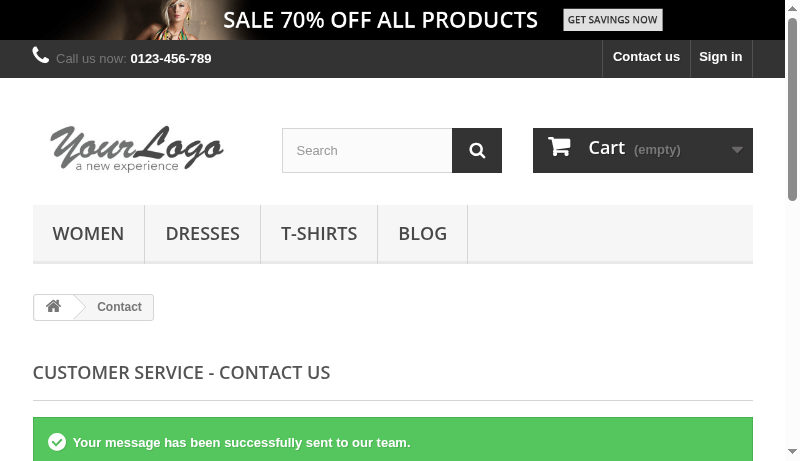 SALE 70% OFF ALL PRODUCTS GET SAVINGS NOW
Call us now: 0123-456-789 Contact us Sign in
YourLogo
a new experience
Search
Cart (empty)
WOMEN DRESSES T-SHIRTS BLOG
Contact
CUSTOMER SERVICE - CONTACT US
Your message has been successfully sent to our team.